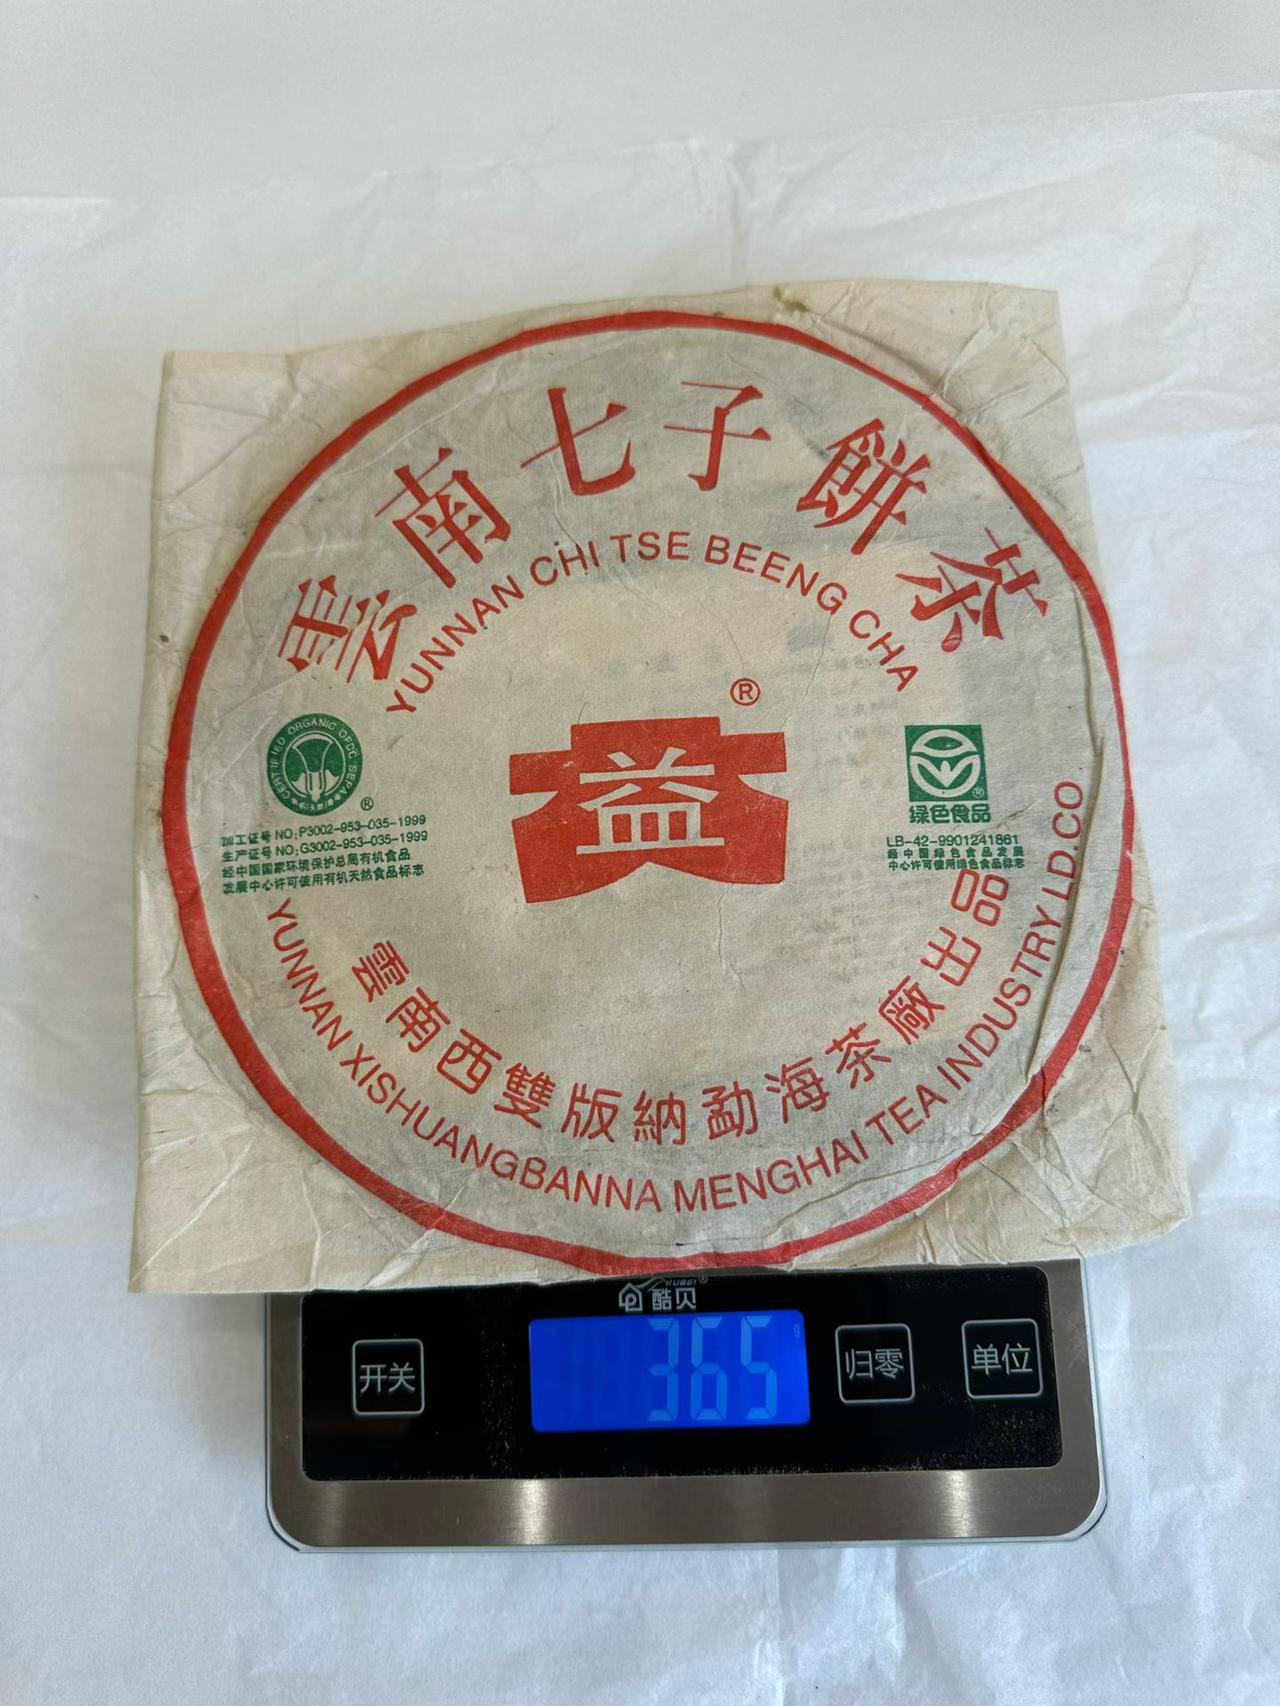 雲南七子餅茶
YUNNAN CHI TSE BEENG CHA
®
益
CERTIFIED ORGANIC OFDC SEPA
®
加工证号 NO:P3002-953-035-1999
生产证号 NO:G3002-953-035-1999
经中国国家环境保护总局有机食品
发展中心许可使用有机天然食品标志
®
绿色食品
LB-42-9901241861
经中国绿色食品发展
中心许可使用绿色食品标志
雲南西雙版納勐海茶廠出品
YUNNAN XISHUANGBANNA MENGHAI TEA INDUSTRY LD.CO
KUBEI®
酷贝
开关
365 g
归零
单位